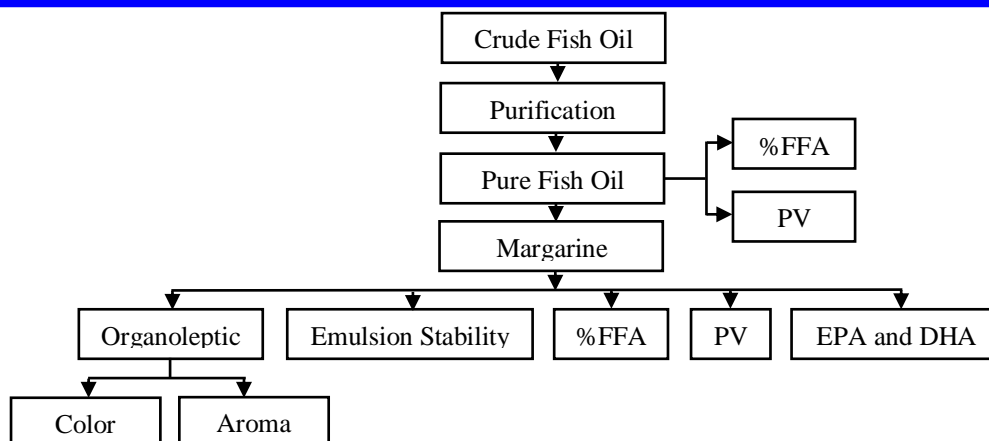 Crude Fish Oil
Purification
%FFA
Pure Fish Oil
PV
Margarine
Organoleptic
Emulsion Stability
%FFA
PV
EPA and DHA
Color
Aroma